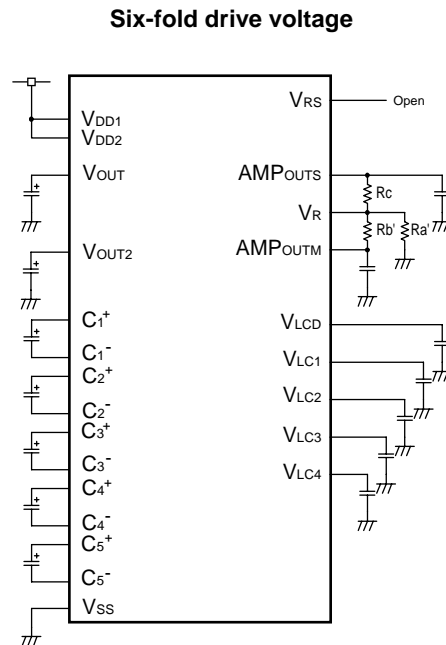 Six-fold drive voltage
VDD1
VDD2
VOUT
VOUT2
C1+
C1-
C2+
C2-
C3+
C3-
C4+
C4-
C5+
C5-
VSS
VRS
Open
AMPOUTS
Rc
VR
Rb'
Ra'
AMPOUTM
VLCD
VLC1
VLC2
VLC3
VLC4
+
+
+
+
+
+
+